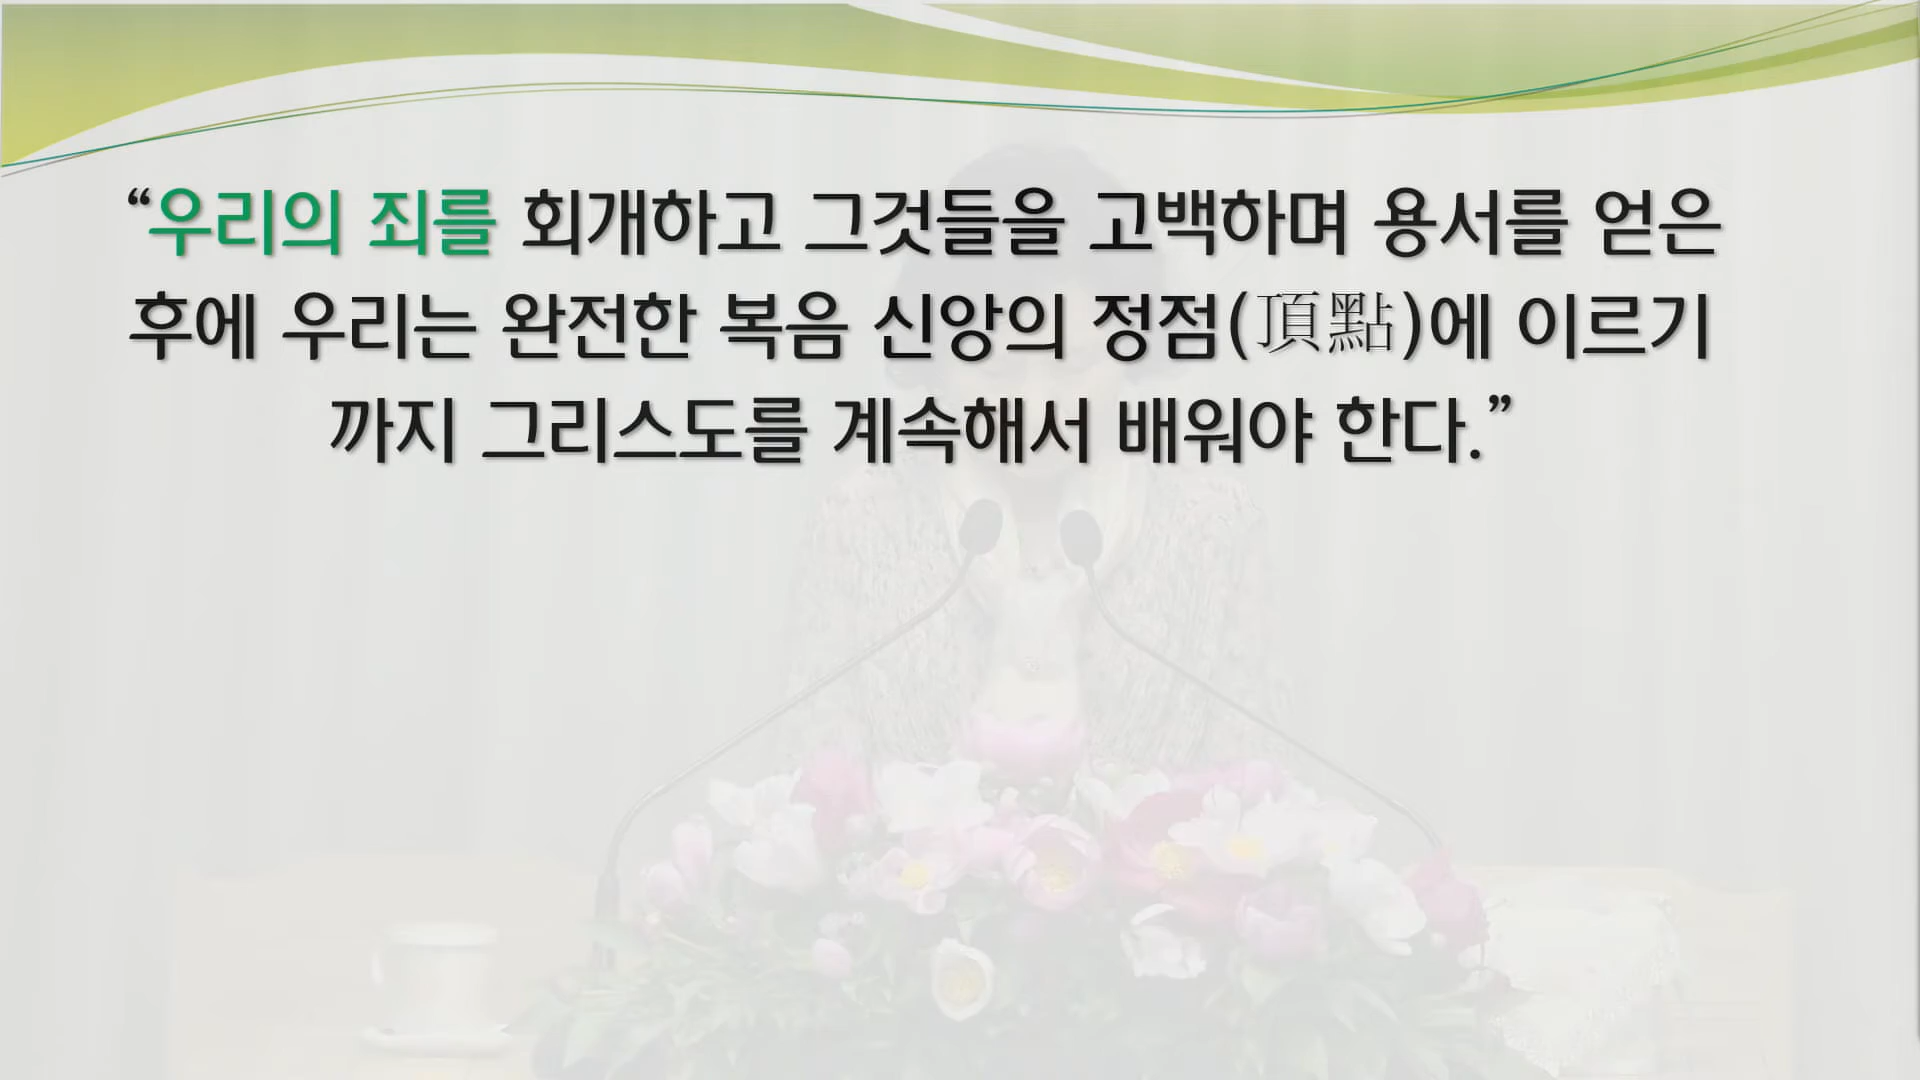 “우리의 죄를 회개하고 그것들을 고백하며 용서를 얻은
후에 우리는 완전한 복음 신앙의 정점(頂點)에 이르기
까지 그리스도를 계속해서 배워야 한다.”